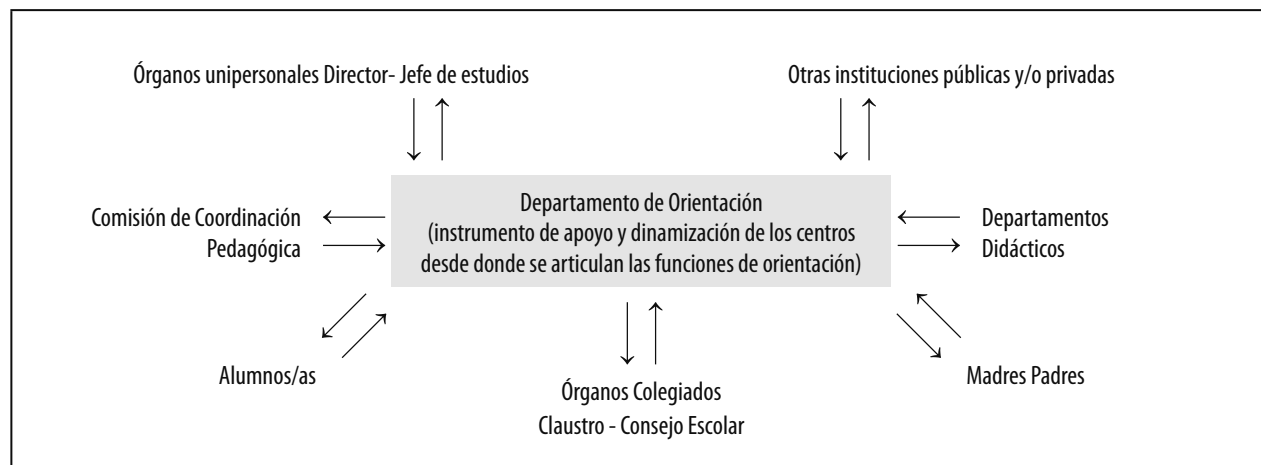 Órganos unipersonales Director- Jefe de estudios
Otras instituciones públicas y/o privadas
Comisión de Coordinación
Pedagógica
Departamento de Orientación
(instrumento de apoyo y dinamización de los centros
desde donde se articulan las funciones de orientación)
Departamentos
Didácticos
Alumnos/as
Órganos Colegiados
Claustro - Consejo Escolar
Madres Padres